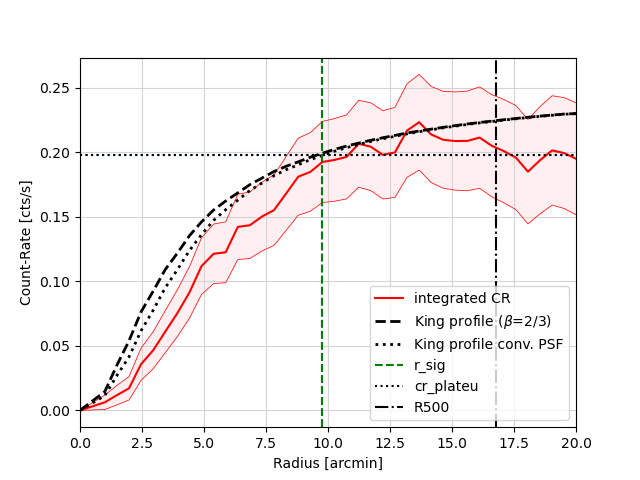 0.25
0.20
0.15
0.10
0.05
0.00
Count-Rate [cts/s]
integrated CR
King profile (β=2/3)
King profile conv. PSF
r_sig
cr_plateu
R500
0.0 2.5 5.0 7.5 10.0 12.5 15.0 17.5 20.0
Radius [arcmin]